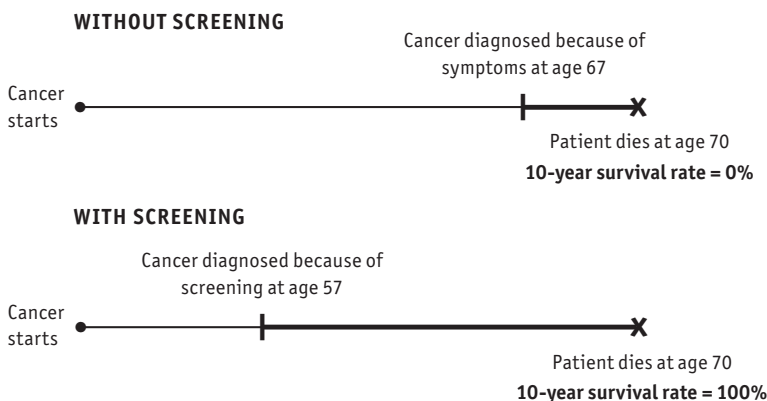 WITHOUT SCREENING
Cancer diagnosed because of
symptoms at age 67
Cancer
starts
Patient dies at age 70
10-year survival rate = 0%
WITH SCREENING
Cancer diagnosed because of
screening at age 57
Cancer
starts
Patient dies at age 70
10-year survival rate = 100%